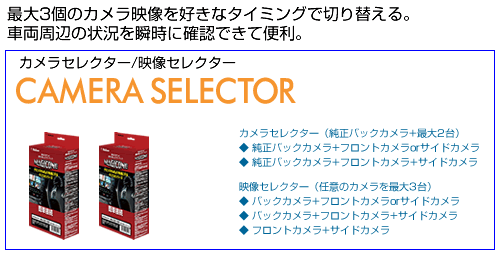 最大3個のカメラ映像を好きなタイミングで切り替える。
車両周辺の状況を瞬時に確認できて便利。
カメラセレクター/映像セレクター
CAMERA SELECTOR
カメラセレクター（純正バックカメラ+最大2台）
◆ 純正バックカメラ+フロントカメラorサイドカメラ
◆ 純正バックカメラ+フロントカメラ+サイドカメラ
映像セレクター（任意のカメラを最大3台）
◆ バックカメラ+フロントカメラorサイドカメラ
◆ バックカメラ+フロントカメラ+サイドカメラ
◆ フロントカメラ+サイドカメラ
MAGICONE
MAGICONE